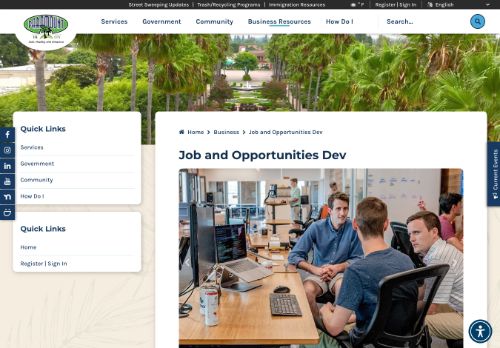 Street Sweeping Updates | Trash/Recycling Programs | Immigration Resources
° F
Register | Sign In
English
PARAMOUNT
Services
Government
Community
Business Resources
How Do I
Search...
Quick Links
Services
Government
Community
How Do I
Quick Links
Home
Register | Sign In
Home > Business > Job and Opportunities Dev
Job and Opportunities Dev
Current Events